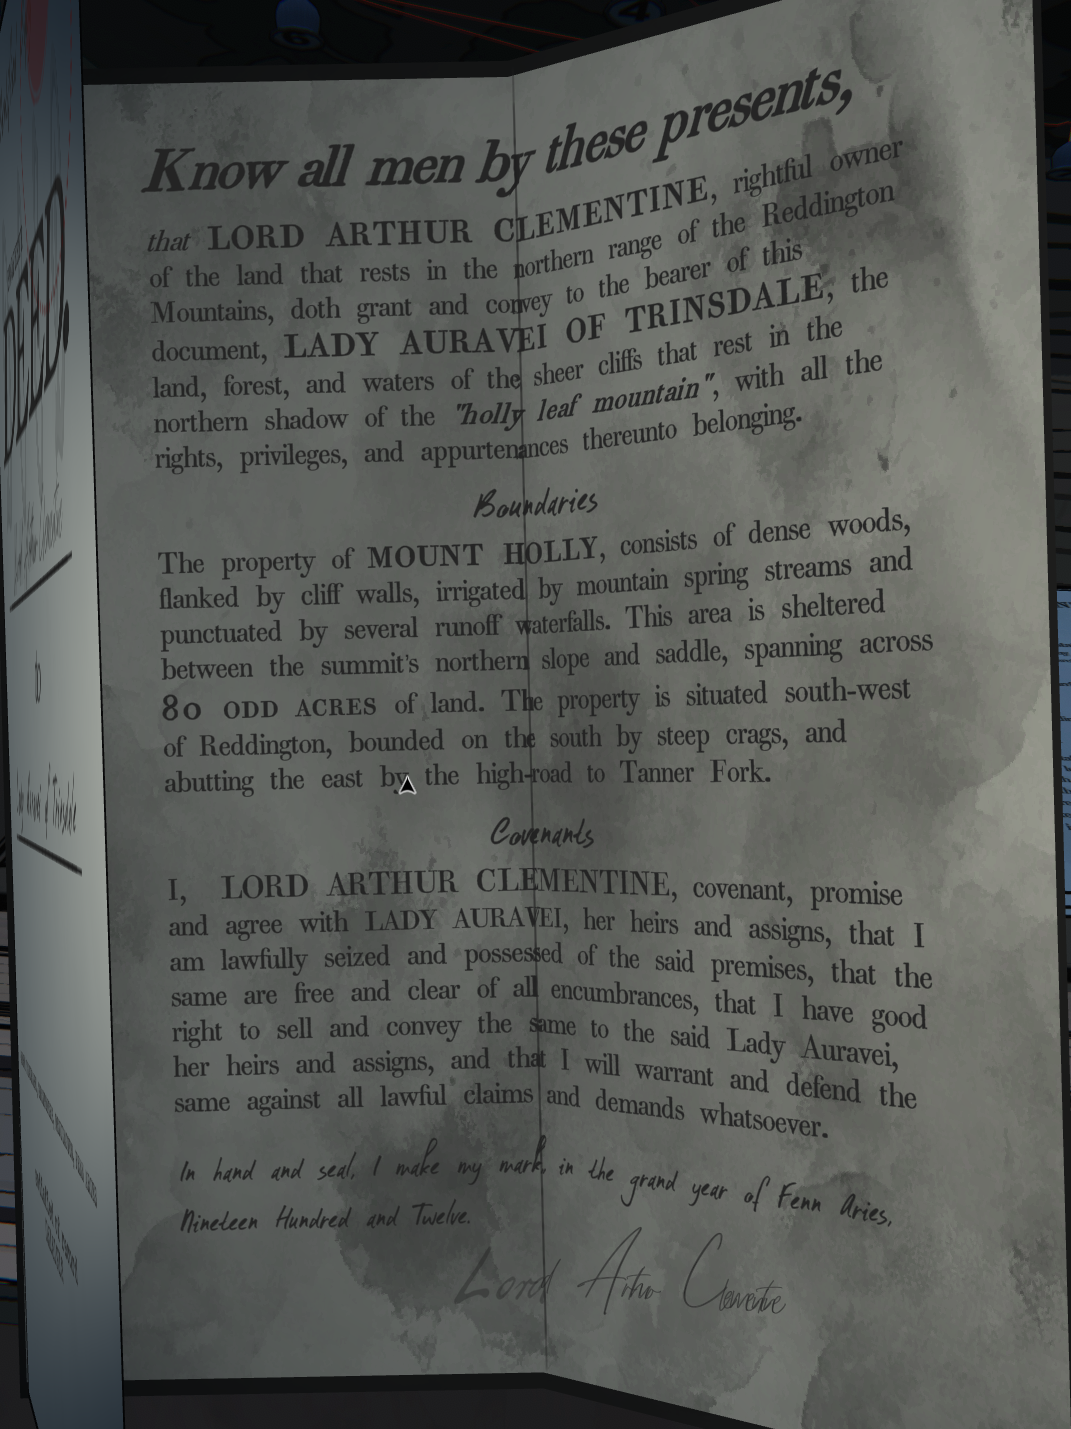 Know all men by these presents,
that LORD ARTHUR CLEMENTINE, rightful owner
of the land that rests in the northern range of the Reddington
Mountains, doth grant and convey to the bearer of this
document, LADY AURAVEI OF TRINSDALE, the
land, forest, and waters of the sheer cliffs that rest in the
northern shadow of the "holly leaf mountain", with all the
rights, privileges, and appurtenances thereunto belonging.
Boundaries
The property of MOUNT HOLLY, consists of dense woods,
flanked by cliff walls, irrigated by mountain spring streams and
punctuated by several runoff waterfalls. This area is sheltered
between the summit's northern slope and saddle, spanning across
80 ODD ACRES of land. The property is situated south-west
of Reddington, bounded on the south by steep crags, and
abutting the east by the high-road to Tanner Fork.
Covenants
I, LORD ARTHUR CLEMENTINE, covenant, promise
and agree with LADY AURAVEI, her heirs and assigns, that I
am lawfully seized and possessed of the said premises, that the
same are free and clear of all encumbrances, that I have good
right to sell and convey the same to the said Lady Auravei,
her heirs and assigns, and that I will warrant and defend the
same against all lawful claims and demands whatsoever.
In hand and seal, I make my mark, in the grand year of Fenn Aries,
Nineteen Hundred and Twelve.
Lord Arthur Clementine
DEED.
to
6
4